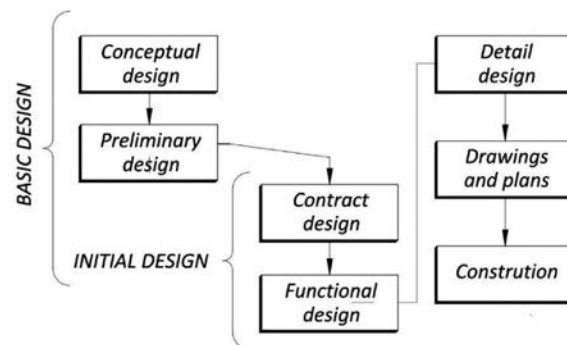 BASIC DESIGN
Conceptual
design
Preliminary
design
INITIAL DESIGN
Contract
design
Functional
design
Detail
design
Drawings
and plans
Constrution